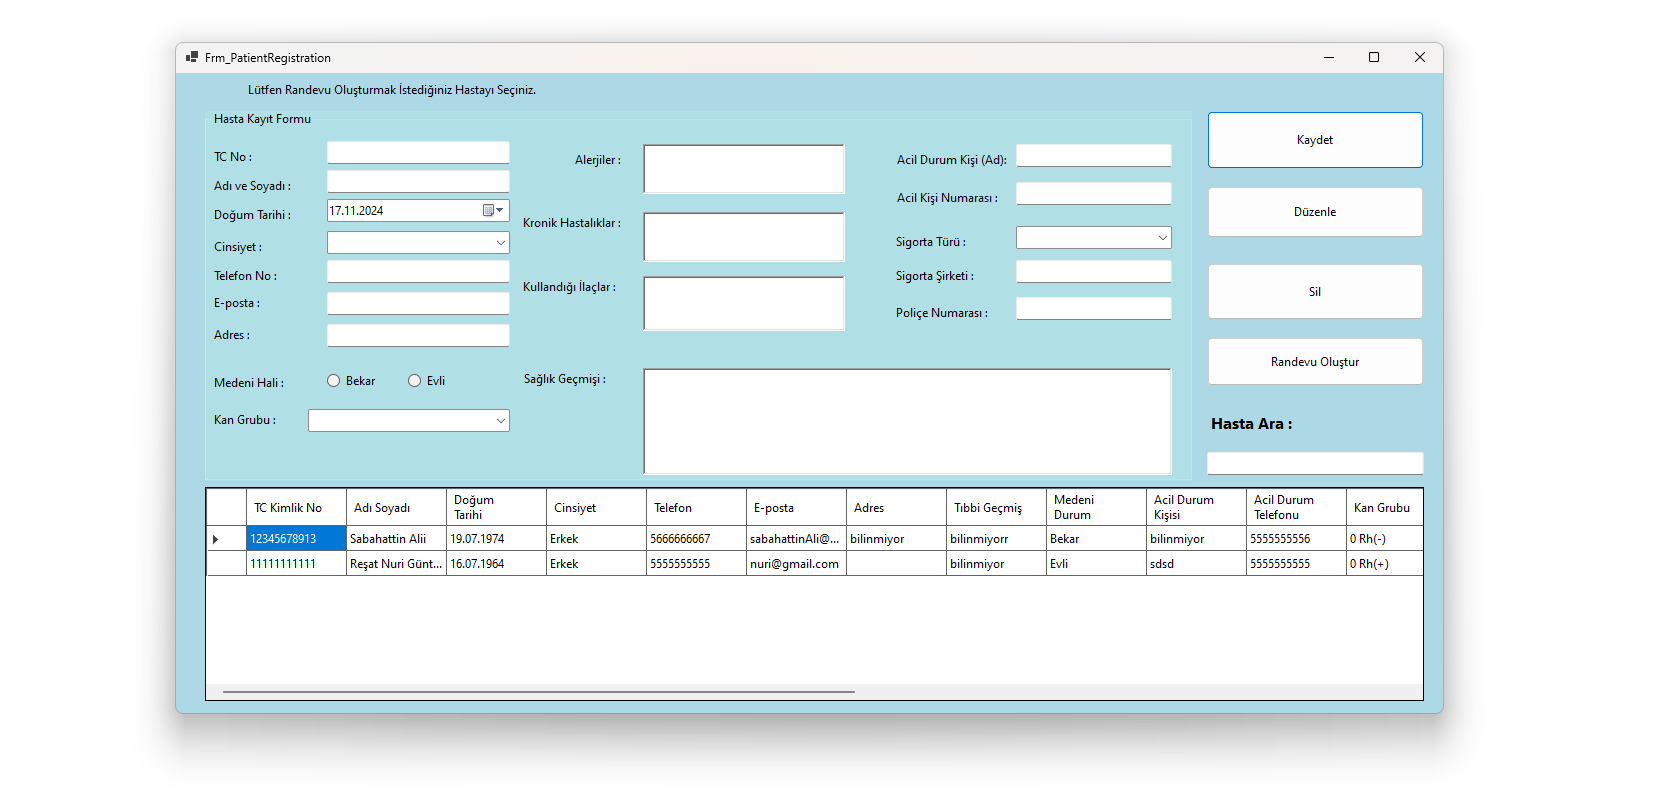 Frm_PatientRegistration
Lütfen Randevu Oluşturmak İstediğiniz Hastayı Seçiniz.
Hasta Kayıt Formu
TC No :
Adı ve Soyadı :
Doğum Tarihi :
17.11.2024
Cinsiyet :
Telefon No :
E-posta :
Adres :
Medeni Hali :
Bekar
Evli
Kan Grubu :
Alerjiler :
Kronik Hastalıklar :
Kullandığı İlaçlar :
Sağlık Geçmişi :
Acil Durum Kişi (Ad):
Acil Kişi Numarası :
Sigorta Türü :
Sigorta Şirketi :
Poliçe Numarası :
Kaydet
Düzenle
Sil
Randevu Oluştur
Hasta Ara :
TC Kimlik No Adı Soyadı Doğum Tarihi Cinsiyet Telefon E-posta Adres Tıbbi Geçmiş Medeni Durum Acil Durum Kişisi Acil Durum Telefonu Kan Grubu
12345678913 Sabahattin Alii 19.07.1974 Erkek 5666666667 sabahattinAli@... bilinmiyor bilinmiyorr Bekar bilinmiyor 5555555556 0 Rh(-)
11111111111 Reşat Nuri Günt... 16.07.1964 Erkek 5555555555 nuri@gmail.com bilinmiyor Evli sdsd 5555555555 0 Rh(+)